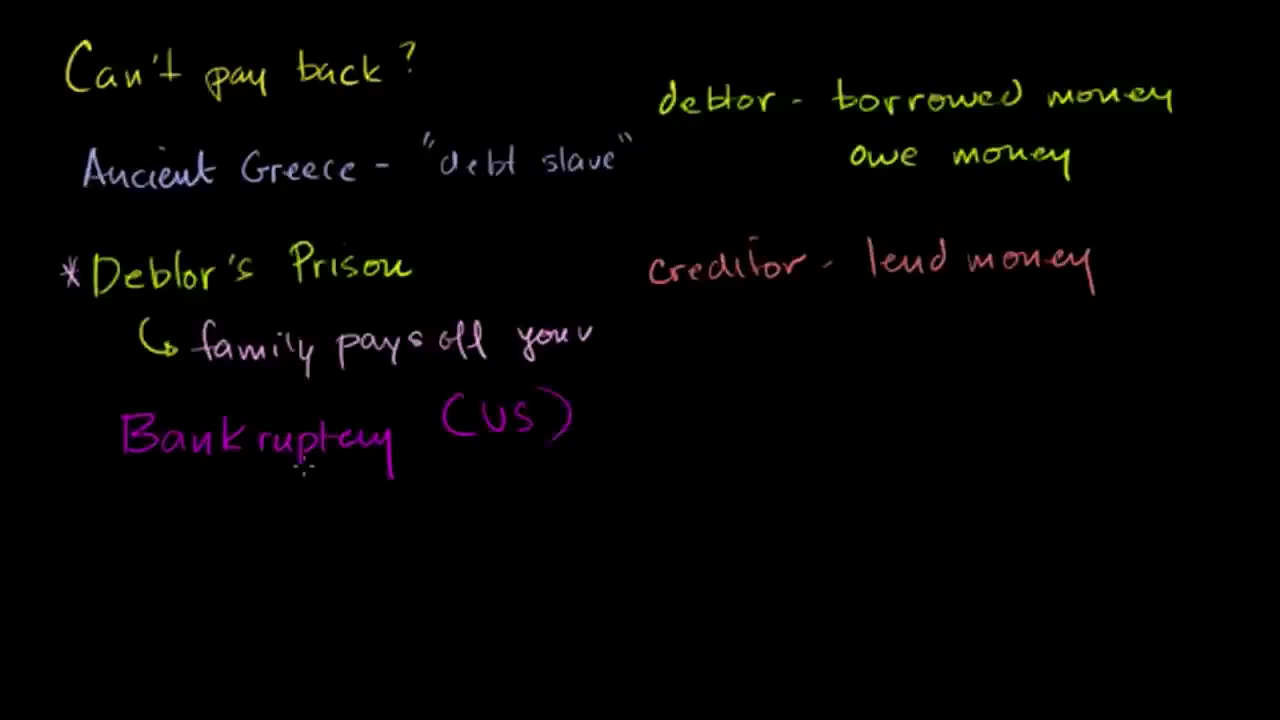 Can't pay back?
debtor - borrowed money
owe money
Ancient Greece - "debt slave"
* Debtor's Prison
creditor - lend money
family pays off your
Bankruptcy (US)